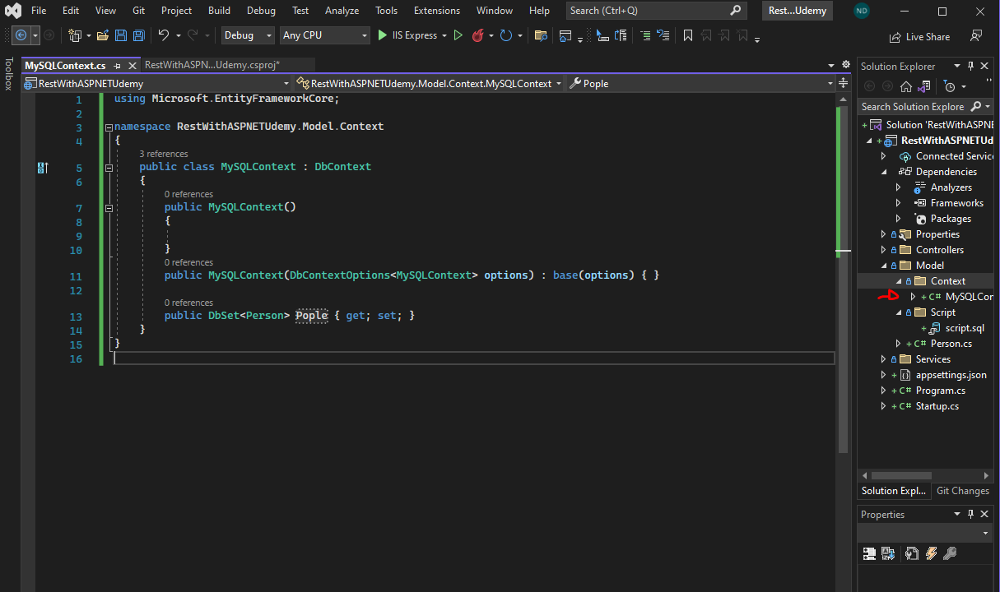 File Edit View Git Project Build Debug Test Analyze Tools Extensions Window Help Search (Ctrl+Q) Rest...Udemy ND
Debug Any CPU IIS Express Live Share
Toolbox
MySQLContext.cs RestWithASPN...Udemy.csproj*
RestWithASPNETUdemy RestWithASPNETUdemy.Model.Context.MySQLContext Pople
1 using Microsoft.EntityFrameworkCore;
2
3 namespace RestWithASPNETUdemy.Model.Context
4 {
3 references
5 public class MySQLContext : DbContext
6 {
0 references
7 public MySQLContext()
8 {
9
10 }
0 references
11 public MySQLContext(DbContextOptions<MySQLContext> options) : base(options) { }
12
0 references
13 public DbSet<Person> Pople { get; set; }
14 }
15 }
16
Solution Explorer
Search Solution Explore
Solution 'RestWithASPNE
RestWithASPNETUd
Connected Service
Dependencies
Analyzers
Frameworks
Packages
Properties
Controllers
Model
Context
C# MySQLCon
Script
script.sql
C# Person.cs
Services
appsettings.json
C# Program.cs
C# Startup.cs
Solution Expl... Git Changes
Properties